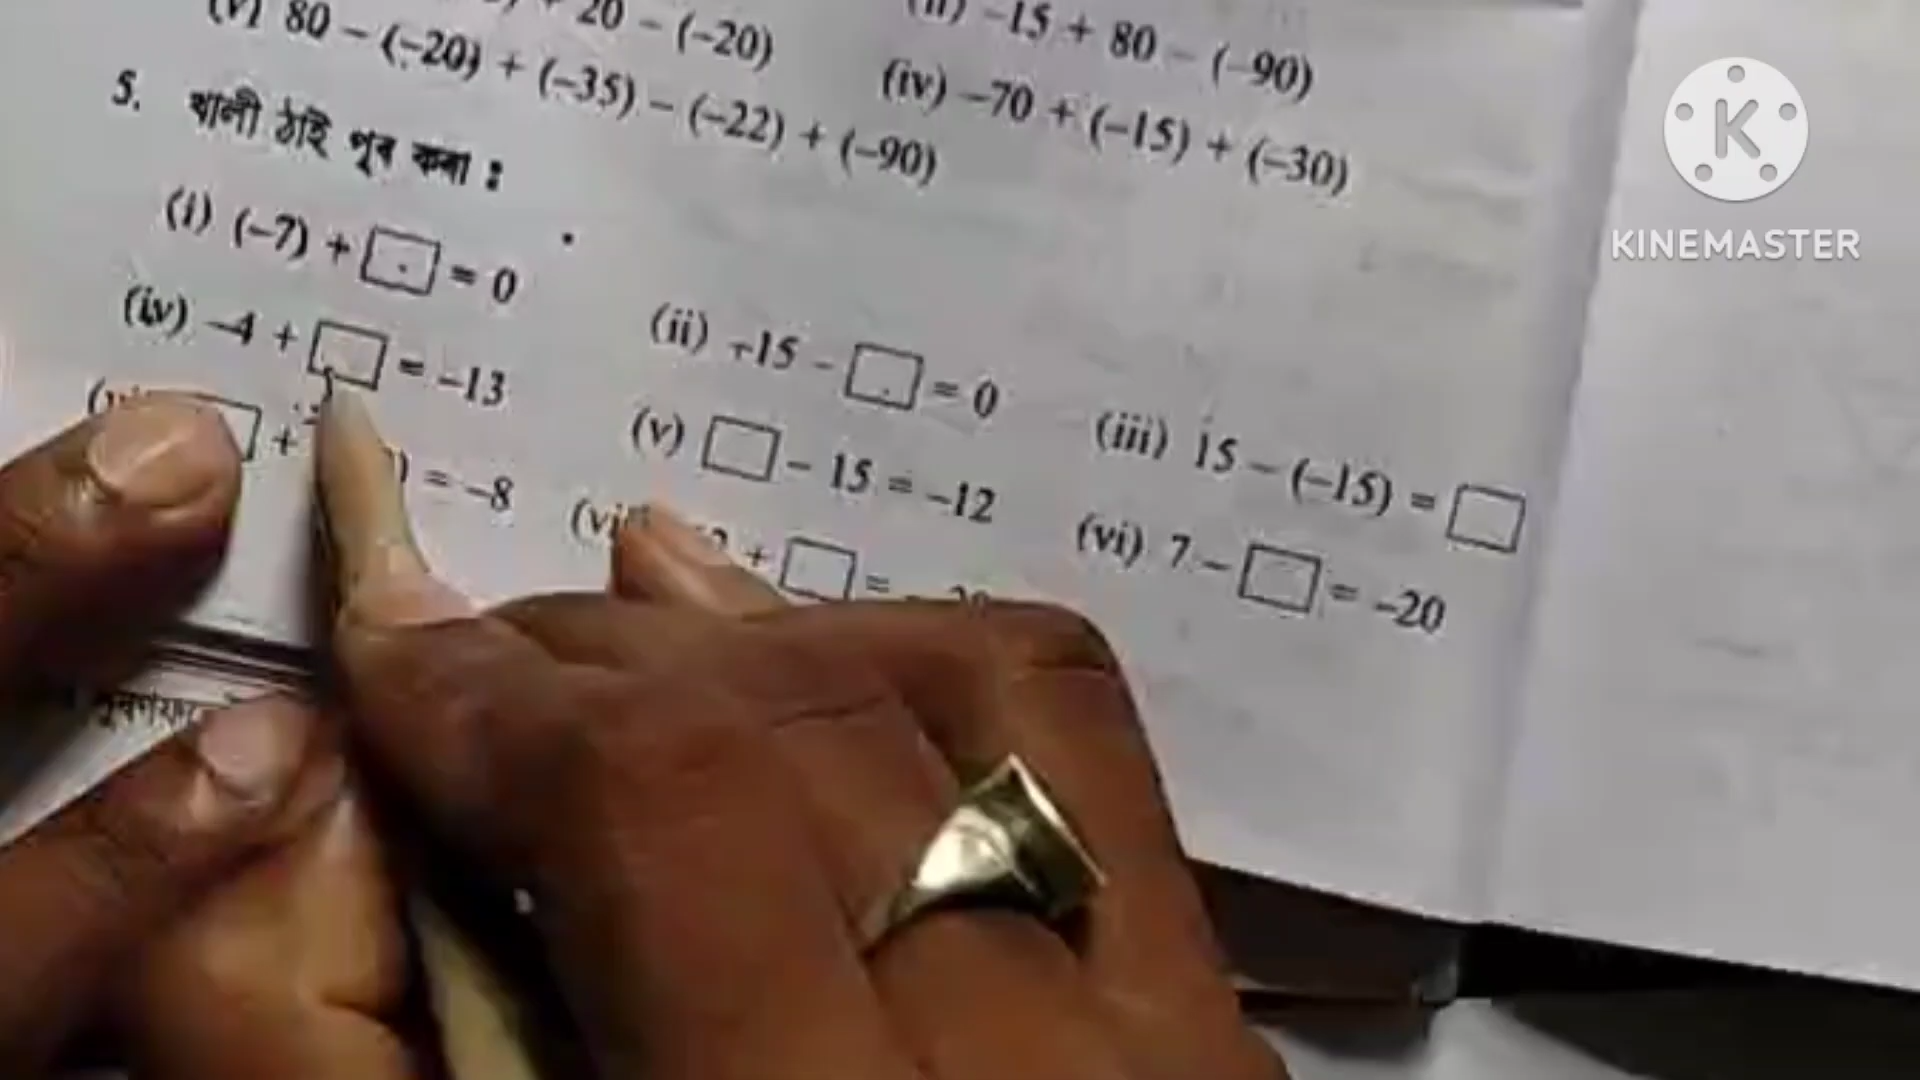 + 20 – (–20)
(ii) –15 + 80 – (–90)
(v) 80 – (–20) + (–35) – (–22) + (–90)
(iv) –70 + (–15) + (–30)
5. খালী ঠাই পূৰ কৰা :
(i) (–7) + □ = 0
(ii) +15 – □ = 0
(iii) 15 – (–15) = □
(iv) –4 + □ = –13
(v) □ – 15 = –12
(vi) 7 – □ = –20
□ + ) = –8
+ □ =
K
KINEMASTER